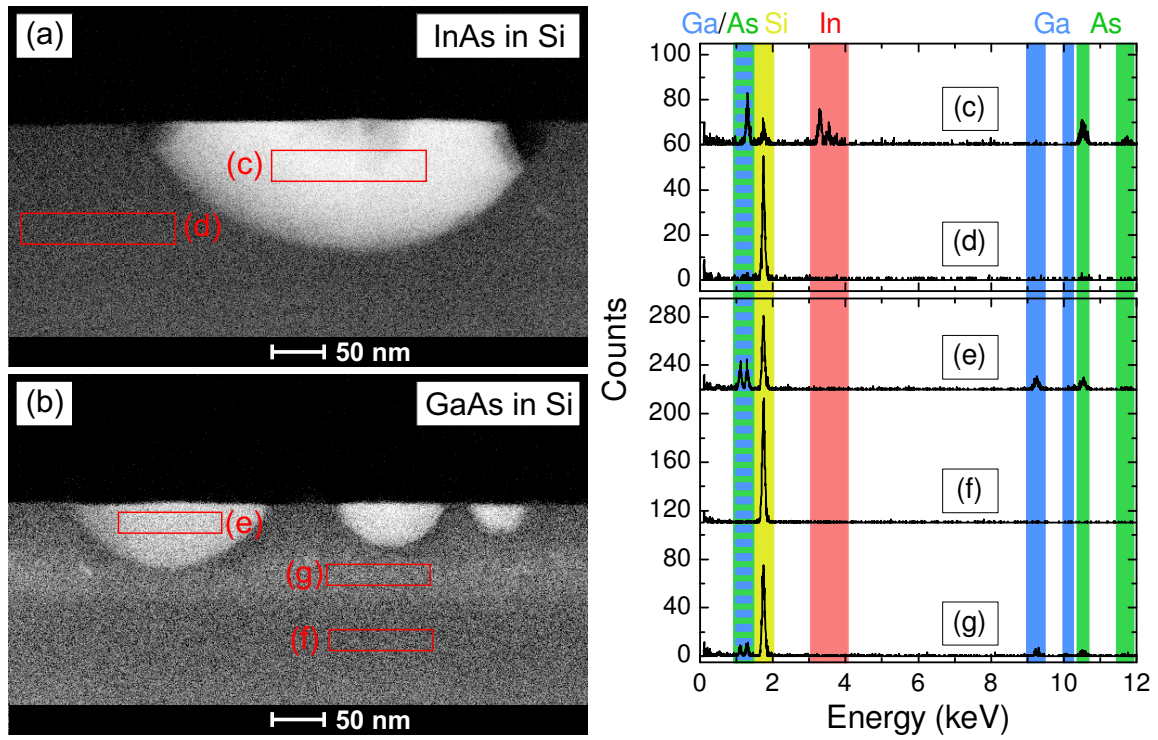 (a)
InAs in Si
(c)
(d)
50 nm
(b)
GaAs in Si
(e)
(g)
(f)
50 nm
Ga/As Si In Ga As
100
80
60
40
20
0
(c)
(d)
280
240
200
160
120
80
40
0
(e)
(f)
(g)
Counts
0 2 4 6 8 10 12
Energy (keV)